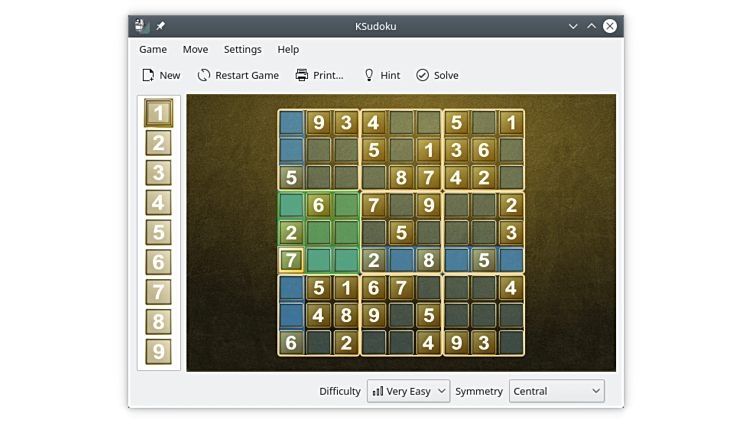 KSudoku
Game Move Settings Help
New Restart Game Print... Hint Solve
1
2
3
4
5
6
7
8
9
9 3 4 5 1
5 1 3 6
5 8 7 4 2
6 7 9 2
2 5 3
7 2 8 5
5 1 6 7 4
4 8 9 5
6 2 4 9 3
Difficulty Very Easy Symmetry Central